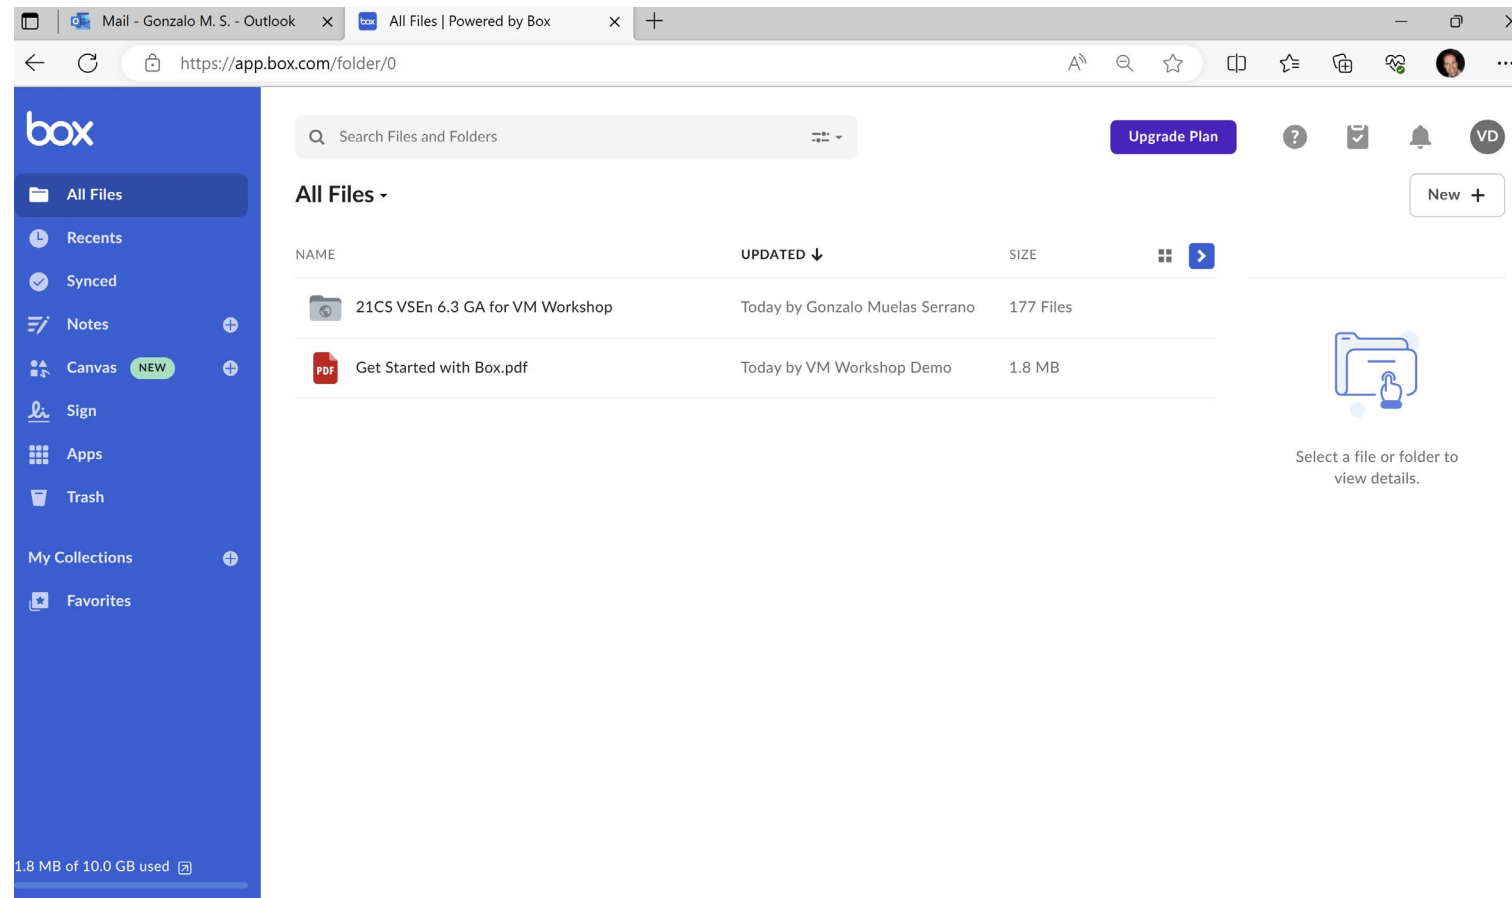 Mail - Gonzalo M. S. - Outlook
All Files | Powered by Box
https://app.box.com/folder/0
box
Search Files and Folders
Upgrade Plan
VD
All Files
All Files
New +
Recents
NAME
UPDATED
SIZE
Synced
21CS VSEn 6.3 GA for VM Workshop
Today by Gonzalo Muelas Serrano
177 Files
Notes
Canvas NEW
PDF
Get Started with Box.pdf
Today by VM Workshop Demo
1.8 MB
Sign
Apps
Select a file or folder to
view details.
Trash
My Collections
Favorites
1.8 MB of 10.0 GB used